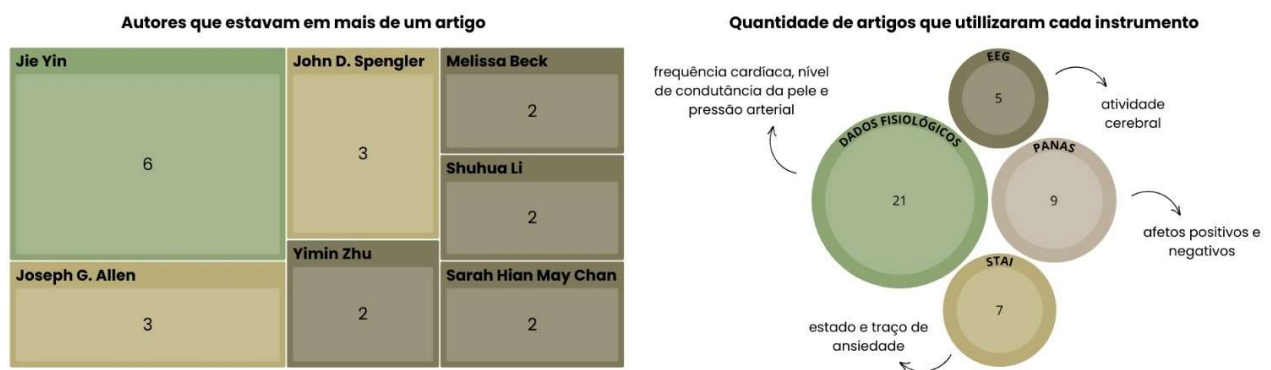 Autores que estavam em mais de um artigo
Jie Yin
6
Joseph G. Allen
3
John D. Spengler
3
Yimin Zhu
2
Melissa Beck
2
Shuhua Li
2
Sarah Hian May Chan
2
Quantidade de artigos que utillizaram cada instrumento
frequência cardíaca, nível
de condutância da pele e
pressão arterial
DADOS FISIOLÓGICOS
21
EEG
5
atividade
cerebral
PANAS
9
afetos positivos e
negativos
STAI
7
estado e traço de
ansiedade